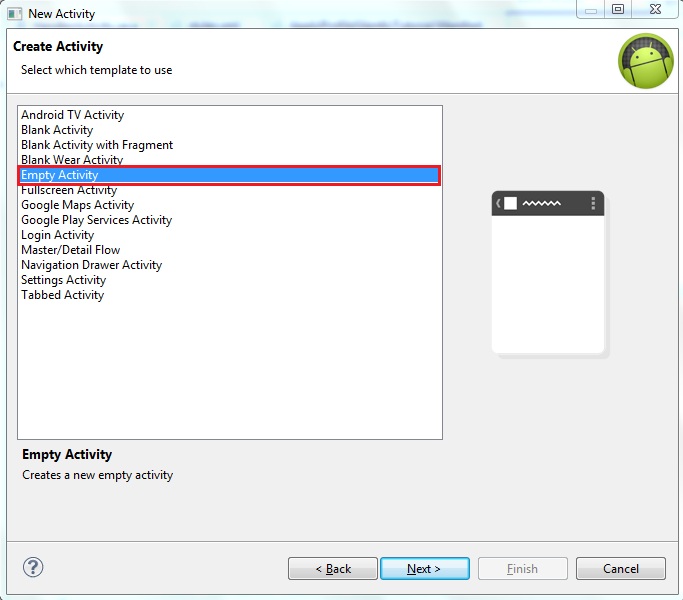 New Activity
Create Activity
Select which template to use
Android TV Activity
Blank Activity
Blank Activity with Fragment
Blank Wear Activity
Empty Activity
Fullscreen Activity
Google Maps Activity
Google Play Services Activity
Login Activity
Master/Detail Flow
Navigation Drawer Activity
Settings Activity
Tabbed Activity
Empty Activity
Creates a new empty activity
? < Back Next > Finish Cancel